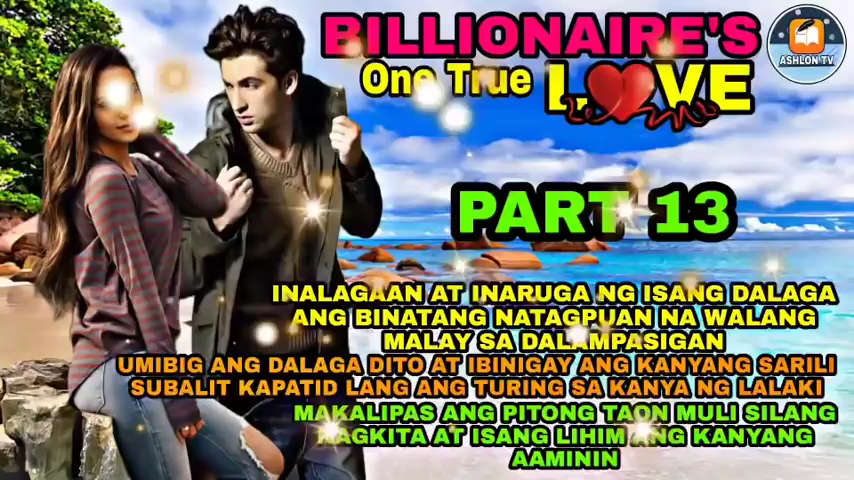 BILLIONAIRE'S
One True LOVE
ASHLON TV
PART 13
INALAGAAN AT INARUGA NG ISANG DALAGA
ANG BINATANG NATAGPUAN NA WALANG
MALAY SA DALAMPASIGAN
UMIBIG ANG DALAGA DITO AT IBINIGAY ANG KANYANG SARILI
SUBALIT KAPATID LANG ANG TURING SA KANYA NG LALAKI
MAKALIPAS ANG PITONG TAON MULI SILANG
NAGKITA AT ISANG LIHIM ANG KANYANG
AAMININ